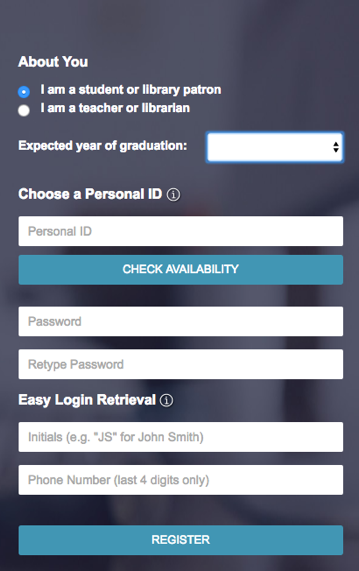 About You
I am a student or library patron
I am a teacher or librarian
Expected year of graduation:
Choose a Personal ID
Personal ID
CHECK AVAILABILITY
Password
Retype Password
Easy Login Retrieval
Initials (e.g. "JS" for John Smith)
Phone Number (last 4 digits only)
REGISTER